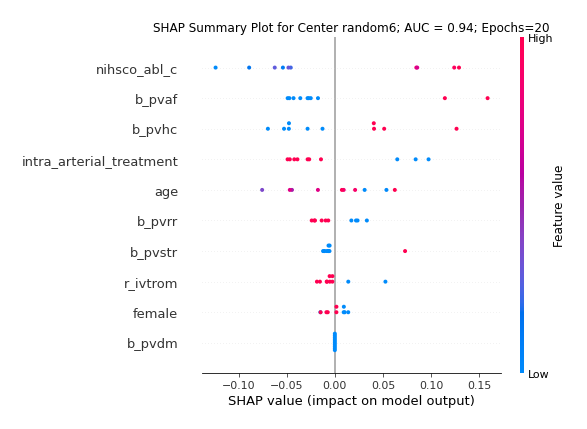 SHAP Summary Plot for Center random6; AUC = 0.94; Epochs=20
High
nihsco_abl_c
b_pvaf
b_pvhc
intra_arterial_treatment
age
b_pvrr
b_pvstr
r_ivtrom
female
b_pvdm
Feature value
Low
−0.10 −0.05 0.00 0.05 0.10 0.15
SHAP value (impact on model output)